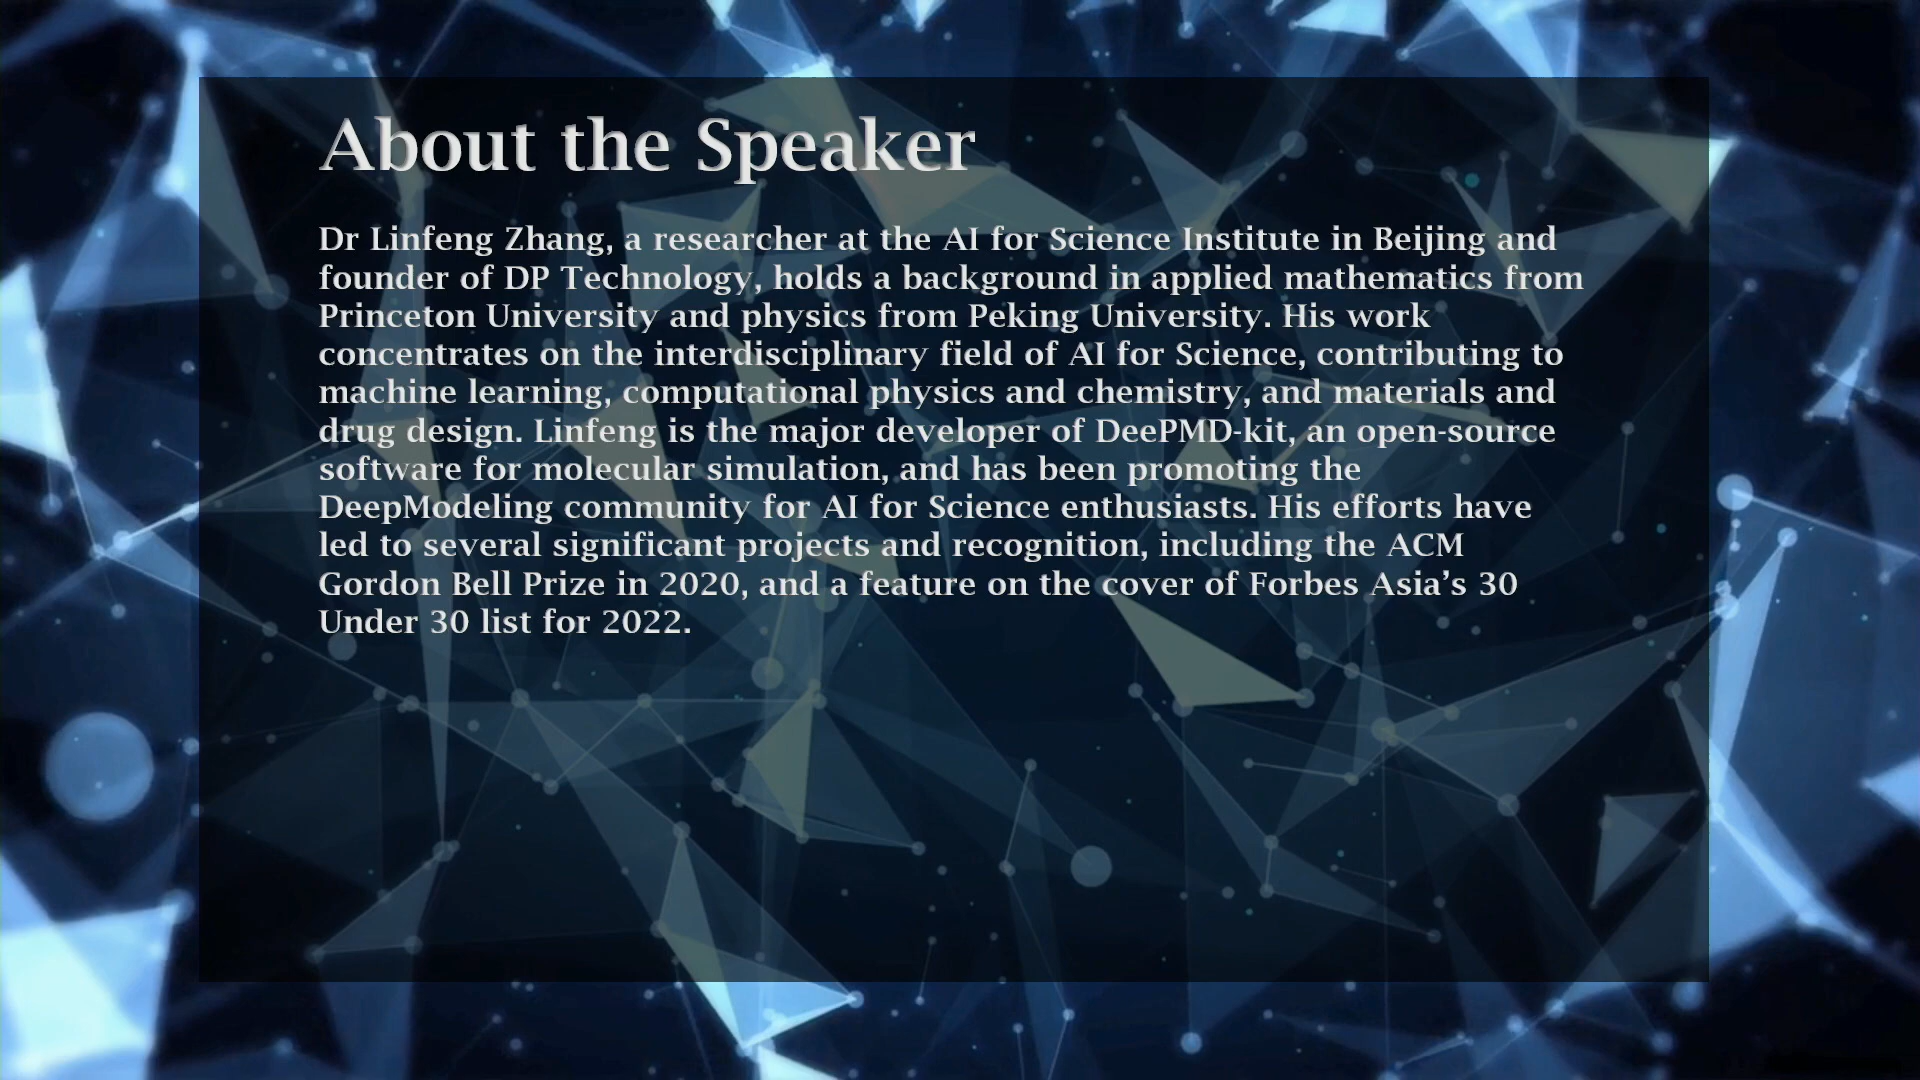 About the Speaker
Dr Linfeng Zhang, a researcher at the AI for Science Institute in Beijing and
founder of DP Technology, holds a background in applied mathematics from
Princeton University and physics from Peking University. His work
concentrates on the interdisciplinary field of AI for Science, contributing to
machine learning, computational physics and chemistry, and materials and
drug design. Linfeng is the major developer of DeePMD-kit, an open-source
software for molecular simulation, and has been promoting the
DeepModeling community for AI for Science enthusiasts. His efforts have
led to several significant projects and recognition, including the ACM
Gordon Bell Prize in 2020, and a feature on the cover of Forbes Asia’s 30
Under 30 list for 2022.